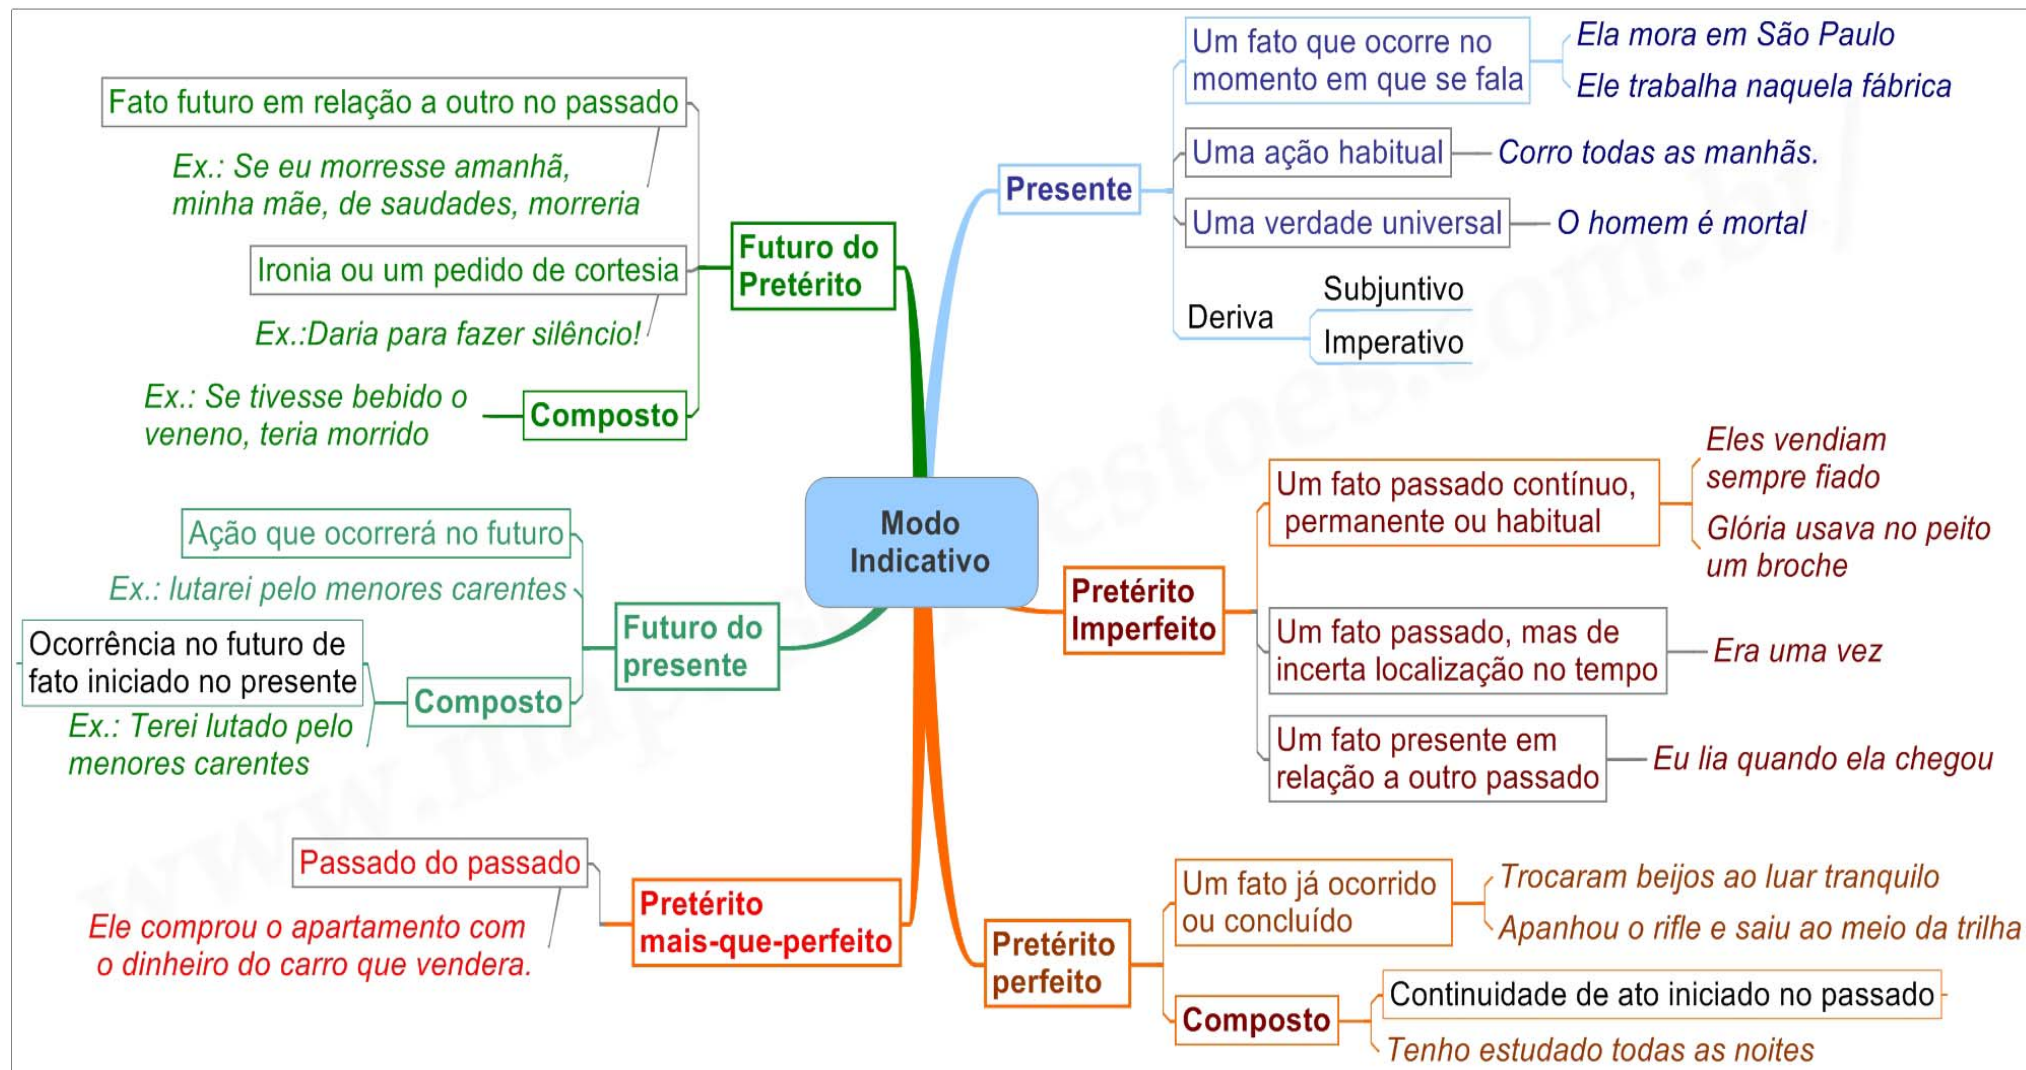 Modo
Indicativo
Presente
Um fato que ocorre no
momento em que se fala
Ela mora em São Paulo
Ele trabalha naquela fábrica
Uma ação habitual
Corro todas as manhãs.
Uma verdade universal
O homem é mortal
Deriva
Subjuntivo
Imperativo
Pretérito
Imperfeito
Um fato passado contínuo,
permanente ou habitual
Eles vendiam
sempre fiado
Glória usava no peito
um broche
Um fato passado, mas de
incerta localização no tempo
Era uma vez
Um fato presente em
relação a outro passado
Eu lia quando ela chegou
Pretérito
perfeito
Um fato já ocorrido
ou concluído
Trocaram beijos ao luar tranquilo
Apanhou o rifle e saiu ao meio da trilha
Composto
Continuidade de ato iniciado no passado
Tenho estudado todas as noites
Futuro do
Pretérito
Fato futuro em relação a outro no passado
Ex.: Se eu morresse amanhã,
minha mãe, de saudades, morreria
Ironia ou um pedido de cortesia
Ex.:Daria para fazer silêncio!
Composto
Ex.: Se tivesse bebido o
veneno, teria morrido
Futuro do
presente
Ação que ocorrerá no futuro
Ex.: lutarei pelo menores carentes
Composto
Ocorrência no futuro de
fato iniciado no presente
Ex.: Terei lutado pelo
menores carentes
Pretérito
mais-que-perfeito
Passado do passado
Ele comprou o apartamento com
o dinheiro do carro que vendera.